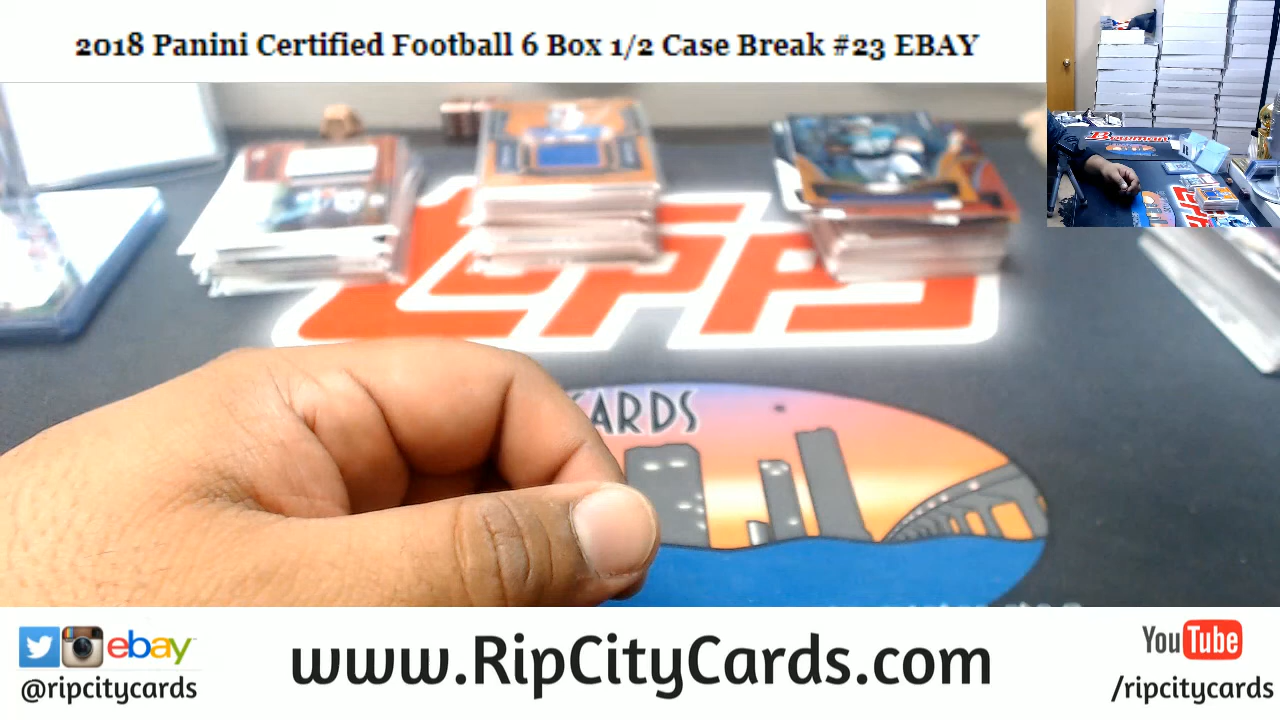 2018 Panini Certified Football 6 Box 1/2 Case Break #23 EBAY
Bowman
CARDS
ebay
@ripcitycards
www.RipCityCards.com
YouTube
/ripcitycards